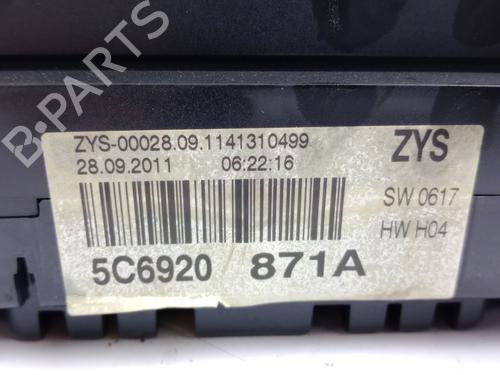 B-PARTS
ZYS-00028.09.1141310499 ZYS
28.09.2011 06:22:16
SW 0617
HW H04
5C6920 871A